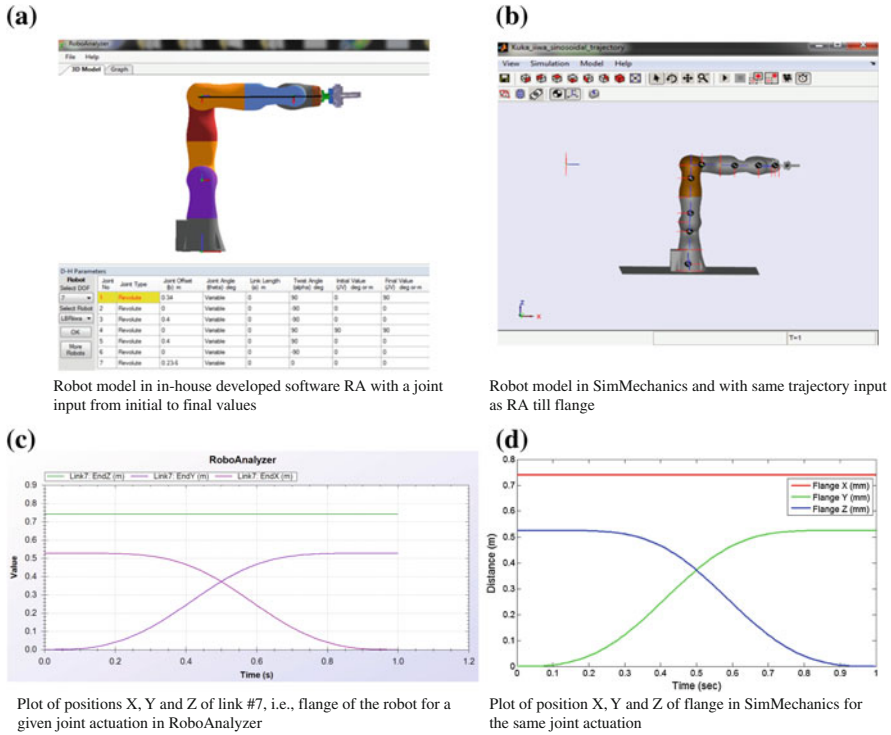 (a)
RoboAnalyzer
File Help
3D Model Graph
D-H Parameters
Robot
Select DOF
7
Select Robot
OK
More Robots
Joint No Joint Type Joint Offset (b) m Joint Angle (theta) deg Link Length (a) m Twist Angle (alpha) deg Initial Value (JV) deg or m Final Value (JV) deg or m
1 Revolute 0.34 Variable 0 90 0 90
2 Revolute 0 Variable 0 -90 0 0
3 Revolute 0.4 Variable 0 -90 0 0
4 Revolute 0 Variable 0 90 90 90
5 Revolute 0.4 Variable 0 90 0 0
6 Revolute 0 Variable 0 -90 0 0
7 Revolute Variable 0 0 0 0
Robot model in in-house developed software RA with a joint
input from initial to final values
(b)
Kuka_iiwa_sinosoidal_trajectory
View Simulation Model Help
Z
X
T=1
Robot model in SimMechanics and with same trajectory input
as RA till flange
(c)
RoboAnalyzer
Link7: EndZ (m) Link7: EndY (m) Link7: EndX (m)
Value
0.9
0.8
0.7
0.6
0.5
0.4
0.3
0.2
0.1
0.0
0.0 0.2 0.4 0.6 0.8 1.0 1.2
Time (s)
Plot of positions X, Y and Z of link #7, i.e., flange of the robot for a
given joint actuation in RoboAnalyzer
(d)
Flange X (mm)
Flange Y (mm)
Flange Z (mm)
Distance (m)
0.8
0.7
0.6
0.5
0.4
0.3
0.2
0.1
0
0 0.1 0.2 0.3 0.4 0.5 0.6 0.7 0.8 0.9 1
Time (sec)
Plot of position X, Y and Z of flange in SimMechanics for
the same joint actuation